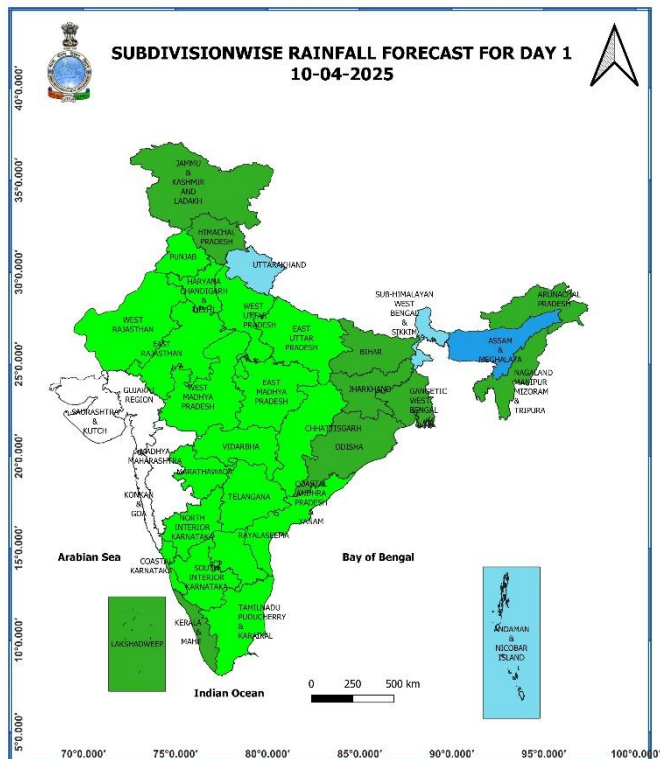 SUBDIVISIONWISE RAINFALL FORECAST FOR DAY 1
10-04-2025
40°0.000'
35°0.000'
30°0.000'
25°0.000'
20°0.000'
15°0.000'
10°0.000'
5°0.000'
JAMMU
&
KASHMIR
AND
LADAKH
HIMACHAL
PRADESH
PUNJAB
UTTARAKHAND
HARYANA
CHANDIGARH
&
DELHI
WEST
UTTAR
PRADESH
EAST
UTTAR
PRADESH
WEST
RAJASTHAN
EAST
RAJASTHAN
SUB-HIMALAYAN
WEST
BENGAL
&
SIKKIM
ARUNACHAL
PRADESH
ASSAM
&
MEGHALAYA
NAGALAND
MANIPUR
MIZORAM
&
TRIPURA
BIHAR
JHARKHAND
GANGETIC
WEST
BENGAL
GUJARAT
REGION
SAURASHTRA
&
KUTCH
WEST
MADHYA
PRADESH
EAST
MADHYA
PRADESH
CHHATTISGARH
ODISHA
VIDARBHA
MADHYA
MAHARASHTRA
MARATHAWADA
KONKAN
&
GOA
TELANGANA
COASTAL
ANDHRA
PRADESH
&
YANAM
NORTH
INTERIOR
KARNATAKA
RAYALASEEMA
COASTAL
KARNATAKA
SOUTH
INTERIOR
KARNATAKA
KERALA
&
MAHE
TAMILNADU
PUDUCHERRY
&
KARAIKAL
LAKSHADWEEP
ANDAMAN
&
NICOBAR
ISLAND
Arabian Sea
Bay of Bengal
Indian Ocean
0 250 500 km
70°0.000' 75°0.000' 80°0.000' 85°0.000' 90°0.000' 95°0.000' 100°0.000'